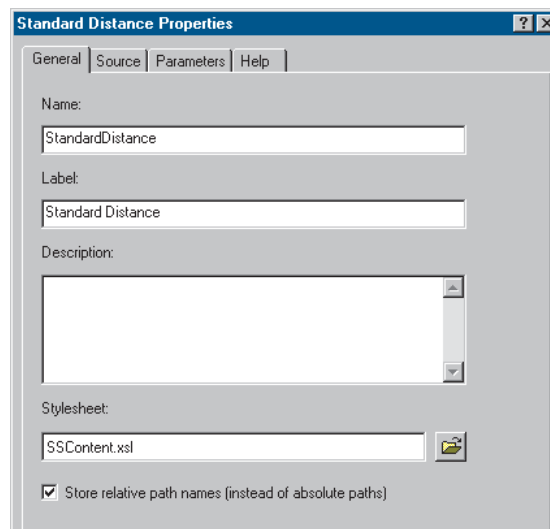 Standard Distance Properties
General Source Parameters Help
Name:
StandardDistance
Label:
Standard Distance
Description:
Stylesheet:
SSContent.xsl
Store relative path names (instead of absolute paths)